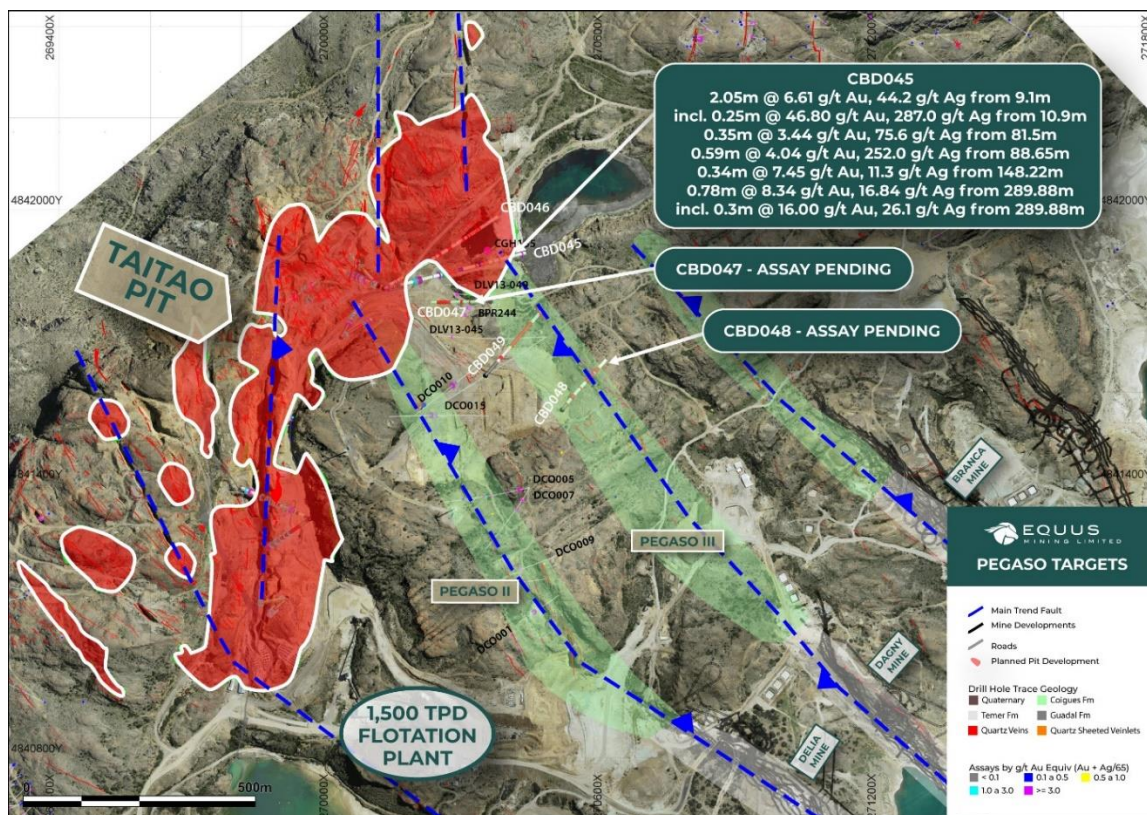 269400X
270000X
270600X
271800X
4842000Y
4842000Y
4841400Y
4841400Y
4840800Y
270000X
271200X
CBD045
2.05m @ 6.61 g/t Au, 44.2 g/t Ag from 9.1m
incl. 0.25m @ 46.80 g/t Au, 287.0 g/t Ag from 10.9m
0.35m @ 3.44 g/t Au, 75.6 g/t Ag from 81.5m
0.59m @ 4.04 g/t Au, 252.0 g/t Ag from 88.65m
0.34m @ 7.45 g/t Au, 11.3 g/t Ag from 148.22m
0.78m @ 8.34 g/t Au, 16.84 g/t Ag from 289.88m
incl. 0.3m @ 16.00 g/t Au, 26.1 g/t Ag from 289.88m
CBD046
CBD045
TAITAO
PIT
CBD047 - ASSAY PENDING
DLV13-042
CBD047
BPR244
DLV13-045
CBD048 - ASSAY PENDING
CBD049
DCO010
DCO015
CBD048
DCO005
DCO007
BRANCA
MINE
DCO009
PEGASO III
PEGASO II
DCO001
1,500 TPD
FLOTATION
PLANT
DAGNY
MINE
DELIA
MINE
0
500m
EQUUS
MINING LIMITED
PEGASO TARGETS
Main Trend Fault
Mine Developments
Roads
Planned Pit Development
Drill Hole Trace Geology
Quaternary
Coigues Fm
Temer Fm
Guadal Fm
Quartz Veins
Quartz Sheeted Veinlets
Assays by g/t Au Equiv (Au + Ag/65)
< 0.1
0.1 a 0.5
0.5 a 1.0
1.0 a 3.0
>= 3.0